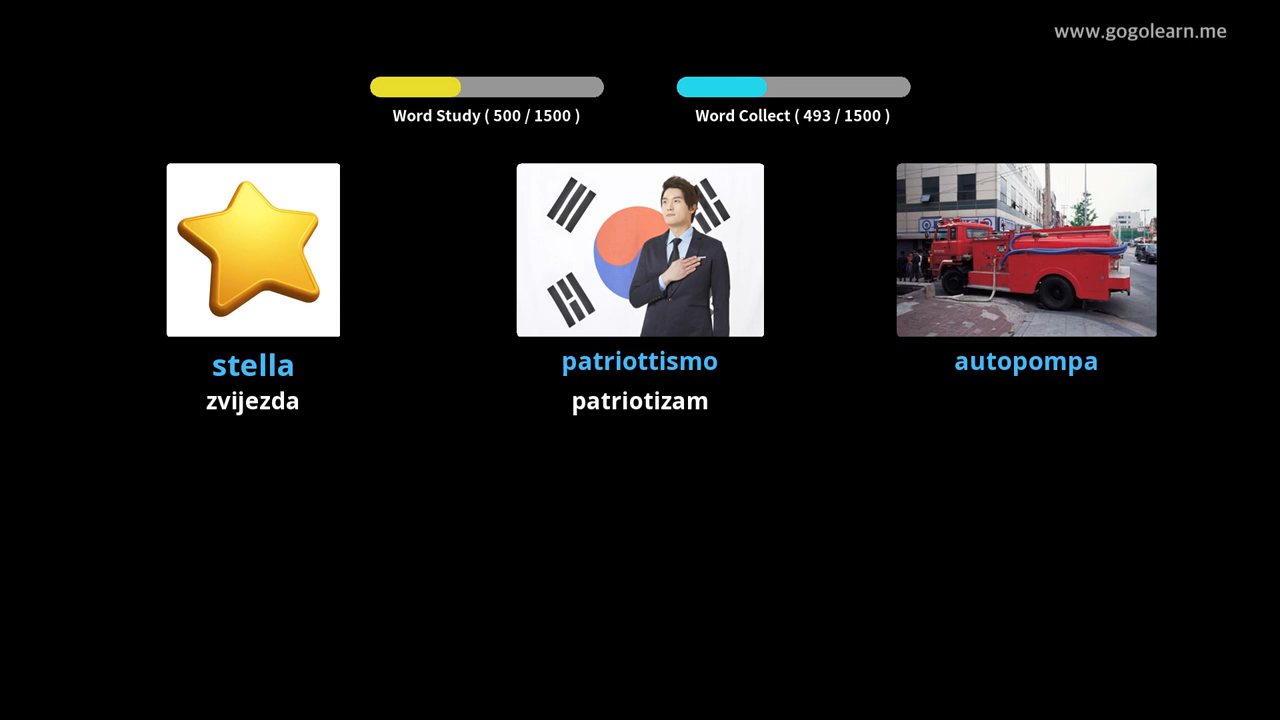 www.gogolearn.me
Word Study ( 500 / 1500 )
Word Collect ( 493 / 1500 )
stella
patriottismo
autopompa
zvijezda
patriotizam